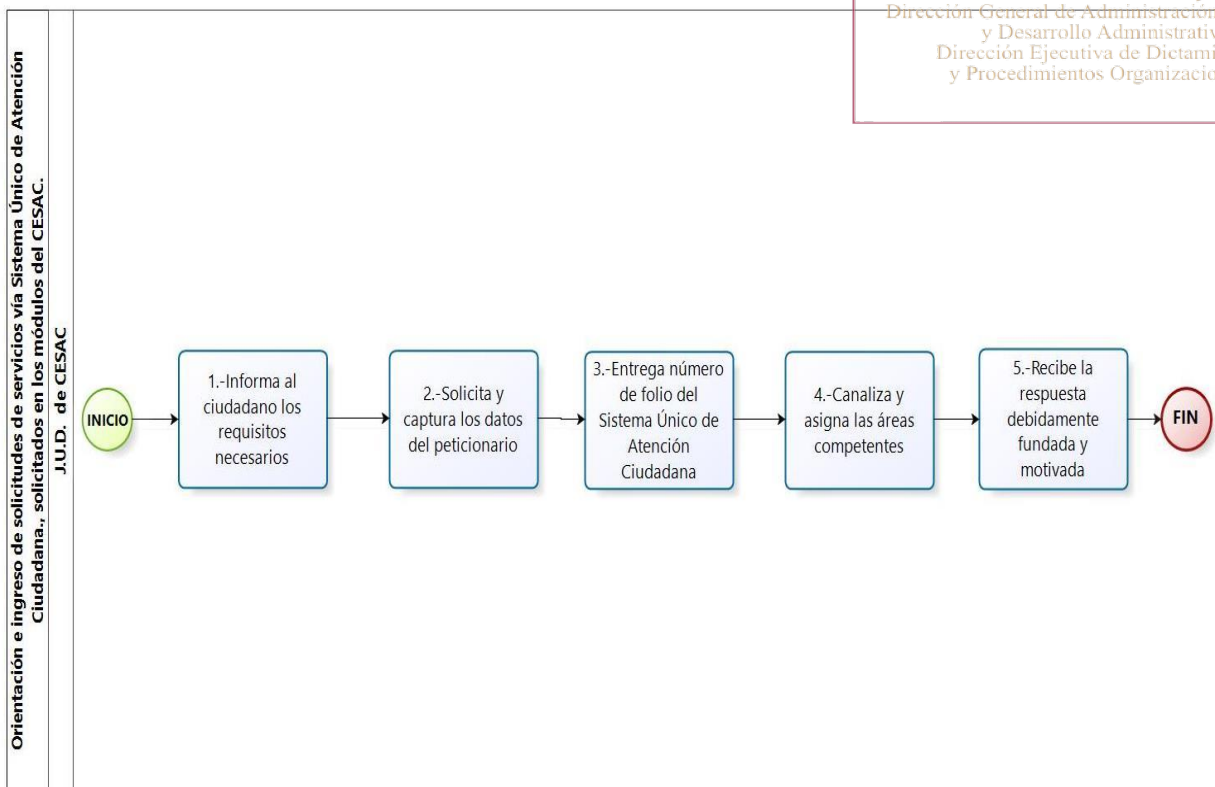 Dirección General de Administración
y Desarrollo Administrativ
Dirección Ejecutiva de Dictami
y Procedimientos Organizacio
Orientación e ingreso de solicitudes de servicios vía Sistema Único de Atención
Ciudadana., solicitados en los módulos del CESAC.
J.U.D. de CESAC
INICIO
1.-Informa al
ciudadano los
requisitos
necesarios
2.-Solicita y
captura los datos
del peticionario
3.-Entrega número
de folio del
Sistema Único de
Atención
Ciudadana
4.-Canaliza y
asigna las áreas
competentes
5.-Recibe la
respuesta
debidamente
fundada y
motivada
FIN